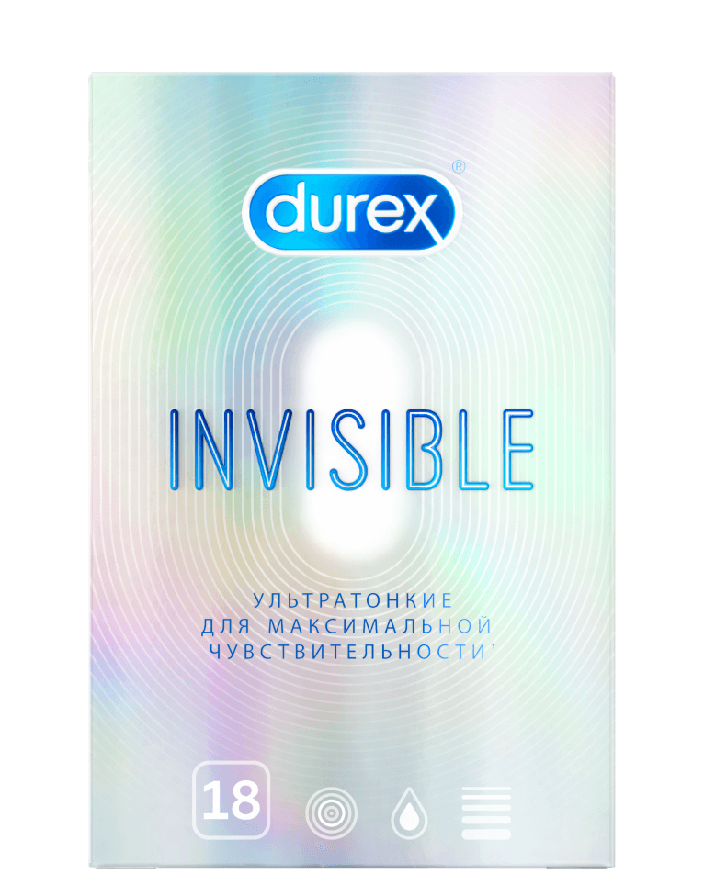 durex®
INVISIBLE
УЛЬТРАТОНКИЕ
ДЛЯ МАКСИМАЛЬНОЙ
ЧУВСТВИТЕЛЬНОСТИ
18